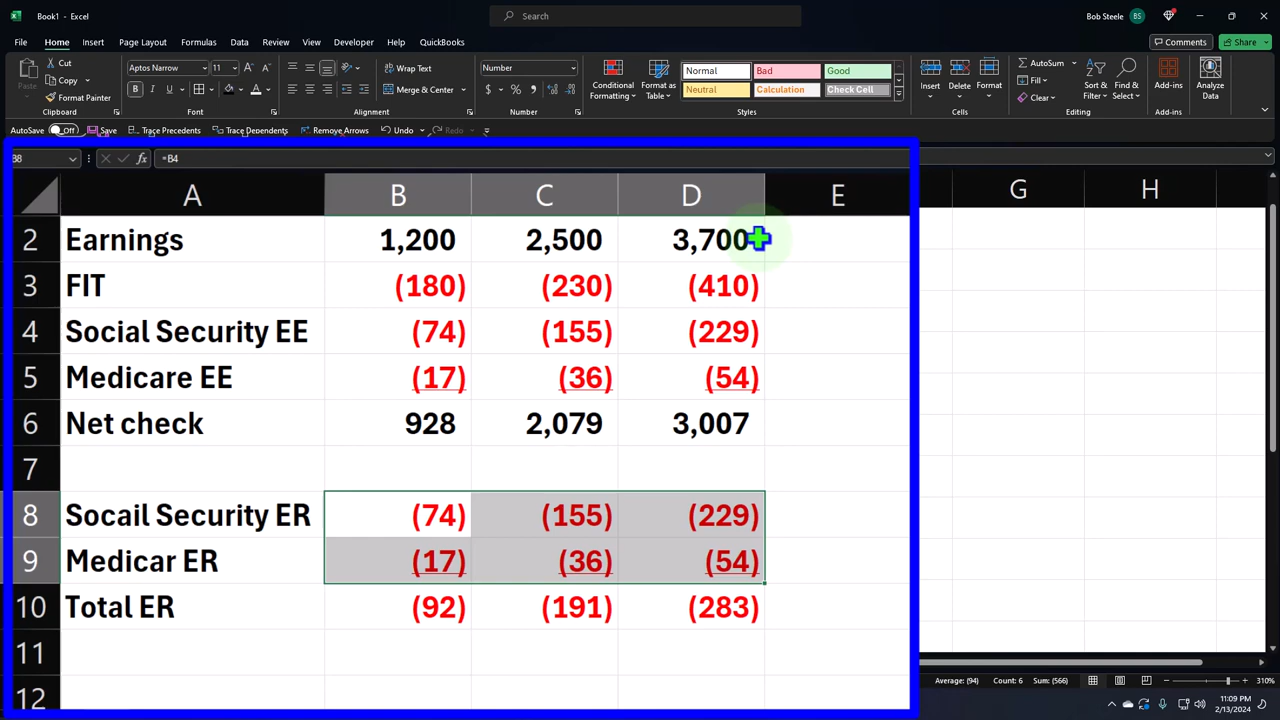 Book1 - Excel
Search
Bob Steele BS
File Home Insert Page Layout Formulas Data Review View Developer Help QuickBooks
Comments Share
Cut
Copy
Format Painter
Paste
Clipboard
Aptos Narrow 11
B I U
Font
Wrap Text
Merge & Center
Alignment
Number
$ % 9
Number
Conditional Formatting
Format as Table
Normal Bad Good
Neutral Calculation Check Cell
Styles
Insert Delete Format
Cells
AutoSum
Fill
Clear
Sort & Filter
Find & Select
Editing
Add-ins
Add-ins
Analyze Data
AutoSave Off Save Trace Precedents Trace Dependents Remove Arrows Undo Redo
B8 fx =B4
A B C D E G H
2 Earnings 1,200 2,500 3,700
3 FIT (180) (230) (410)
4 Social Security EE (74) (155) (229)
5 Medicare EE (17) (36) (54)
6 Net check 928 2,079 3,007
7
8 Socail Security ER (74) (155) (229)
9 Medicar ER (17) (36) (54)
10 Total ER (92) (191) (283)
11
12
Average: (94) Count: 6 Sum: (566) 310%
11:09 PM
2/13/2024